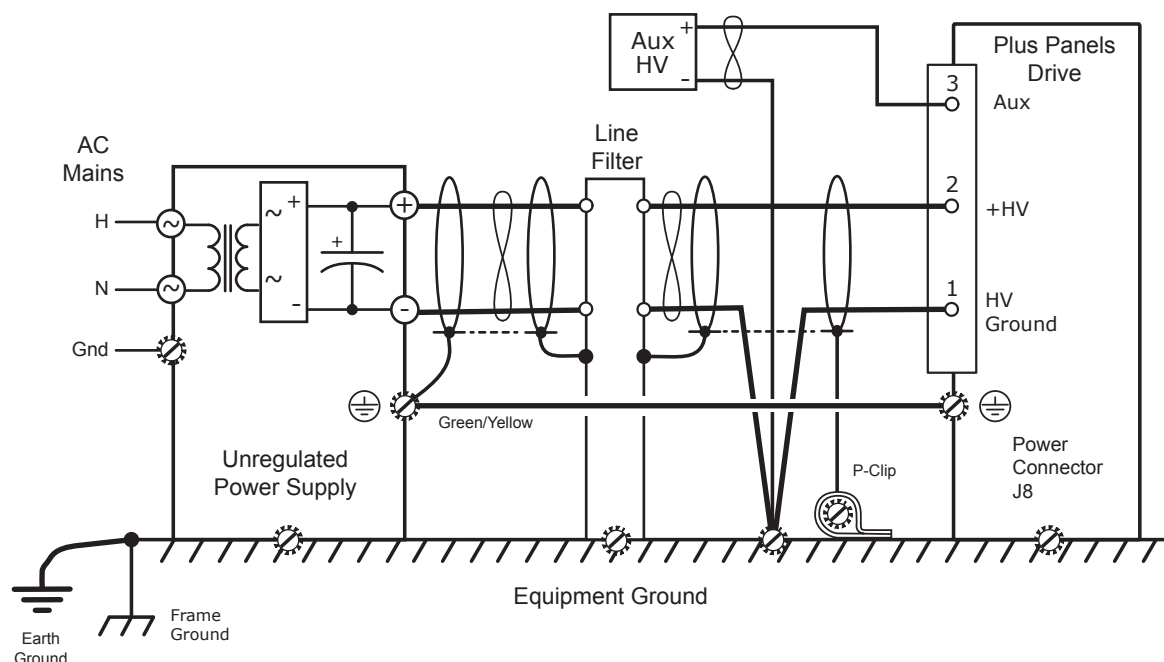 Aux
HV
+
-
Plus Panels
Drive
3
Aux
AC
Mains
Line
Filter
H
~
~
+
+
+
2
+HV
N
~
~
-
-
1
HV
Ground
Gnd
Green/Yellow
Unregulated
Power Supply
P-Clip
Power
Connector
J8
Equipment Ground
Earth
Ground
Frame
Ground